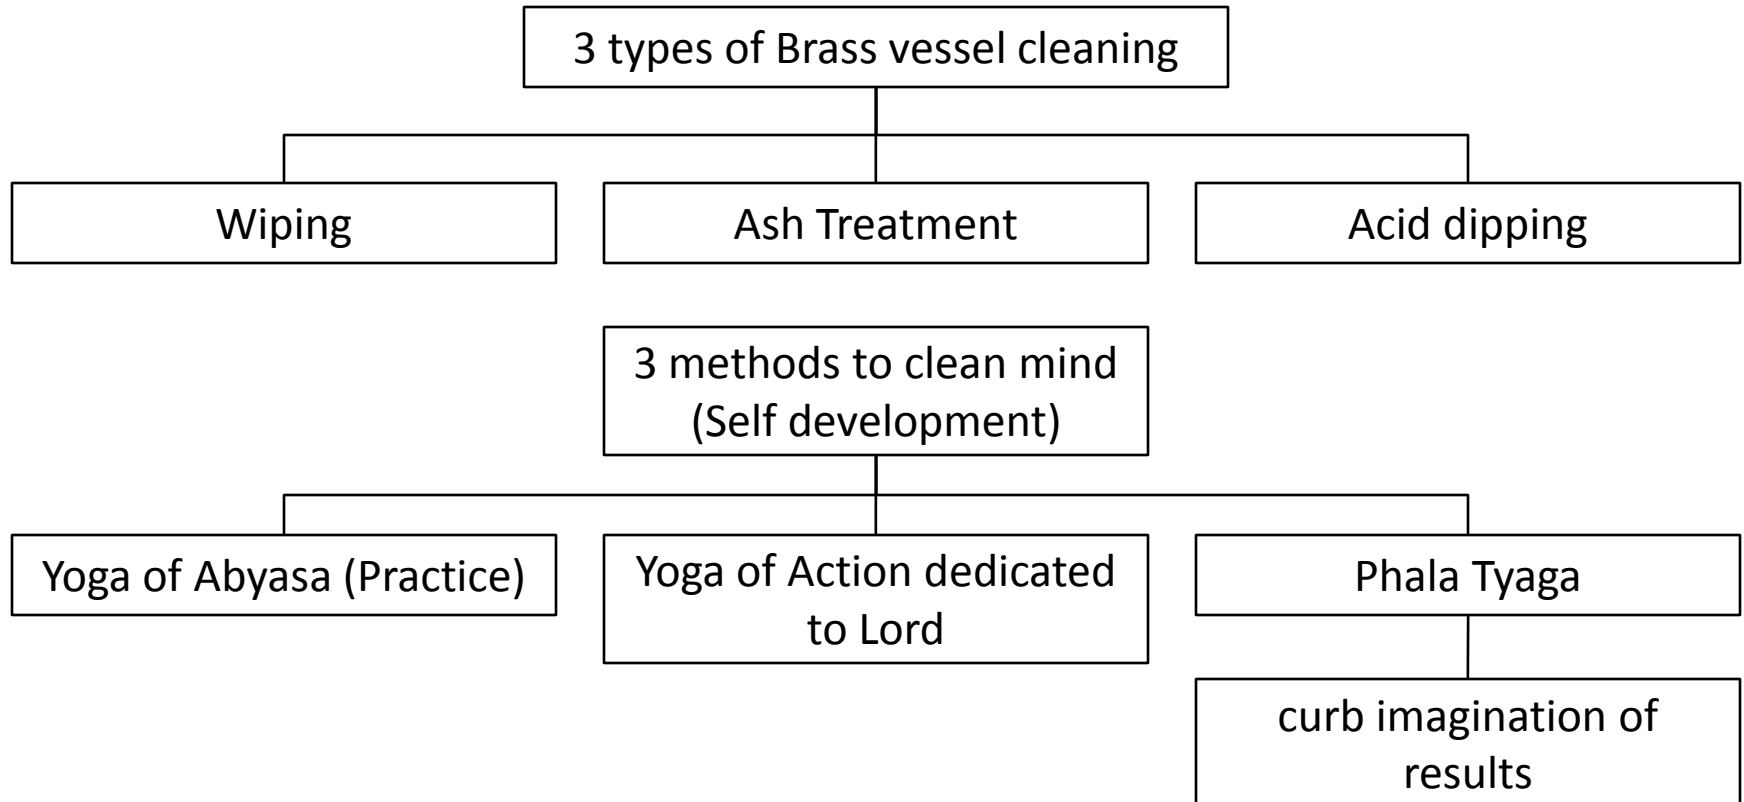 3 types of Brass vessel cleaning
Wiping
Ash Treatment
Acid dipping
3 methods to clean mind
(Self development)
Yoga of Abyasa (Practice)
Yoga of Action dedicated
to Lord
Phala Tyaga
curb imagination of
results